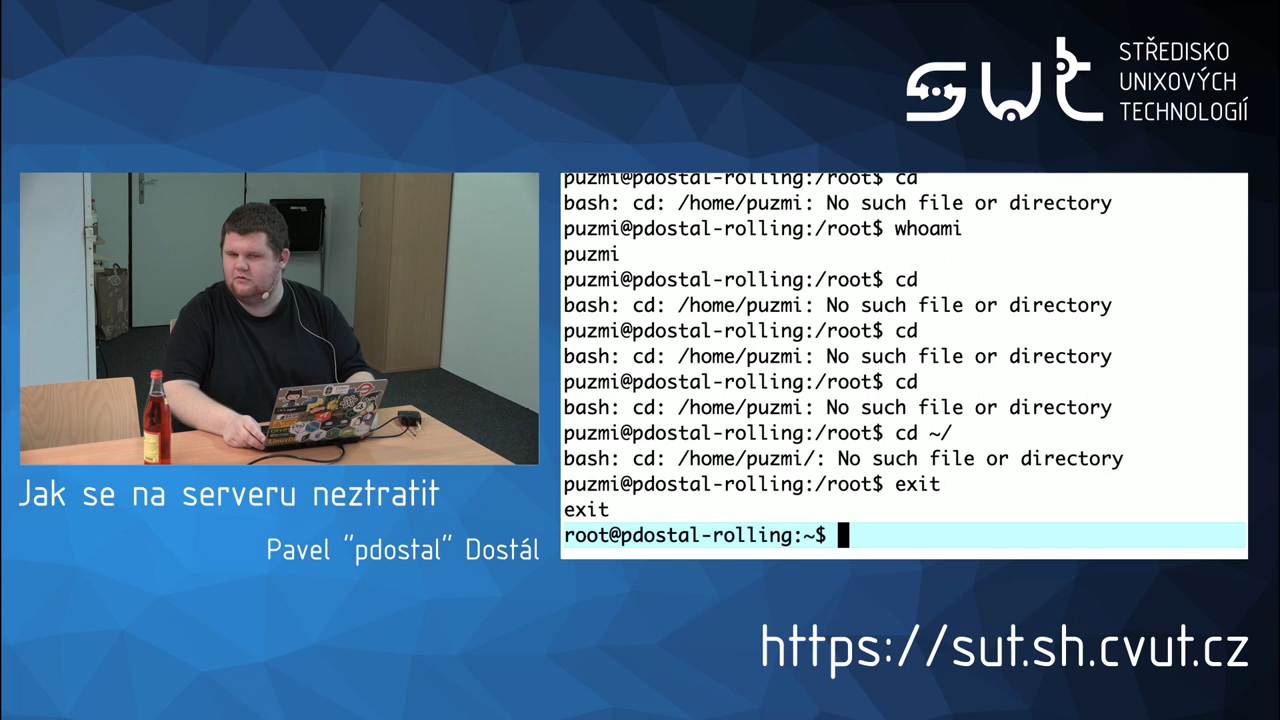 sut
STŘEDISKO
UNIXOVÝCH
TECHNOLOGIÍ
puzmi@pdostal-rolling:/root$ cd
bash: cd: /home/puzmi: No such file or directory
puzmi@pdostal-rolling:/root$ whoami
puzmi
puzmi@pdostal-rolling:/root$ cd
bash: cd: /home/puzmi: No such file or directory
puzmi@pdostal-rolling:/root$ cd
bash: cd: /home/puzmi: No such file or directory
puzmi@pdostal-rolling:/root$ cd
bash: cd: /home/puzmi: No such file or directory
puzmi@pdostal-rolling:/root$ cd ~/
bash: cd: /home/puzmi/: No such file or directory
puzmi@pdostal-rolling:/root$ exit
exit
root@pdostal-rolling:~$
Jak se na serveru neztratit
Pavel "pdostal" Dostál
https://sut.sh.cvut.cz